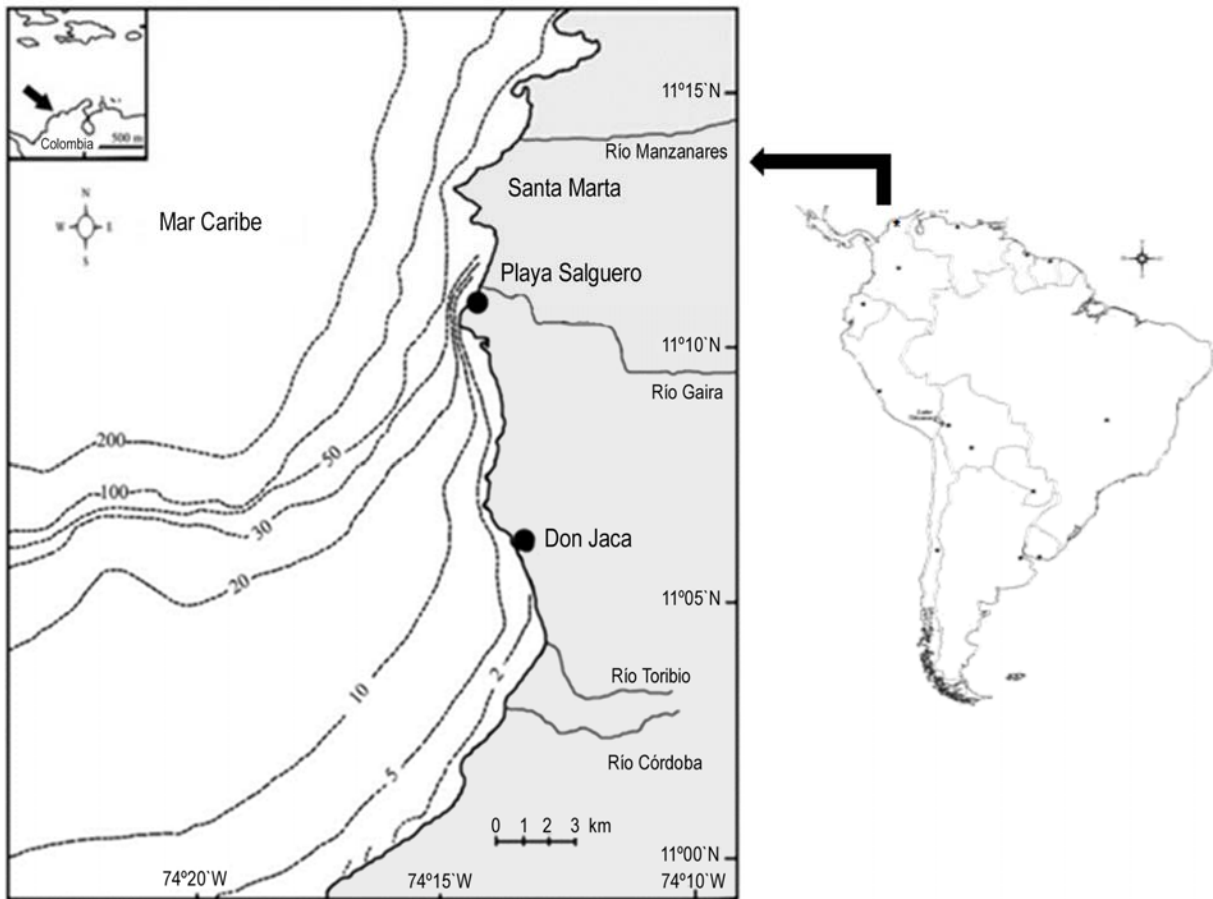 Colombia
500 m
N
W E
S
Mar Caribe
11º15`N
Río Manzanares
Santa Marta
Playa Salguero
11º10`N
Río Gaira
200
100
50
30
20
Don Jaca
11º05`N
10
2
Río Toribio
5
Río Córdoba
0 1 2 3 km
11º00`N
74º20`W
74º15`W
74º10`W